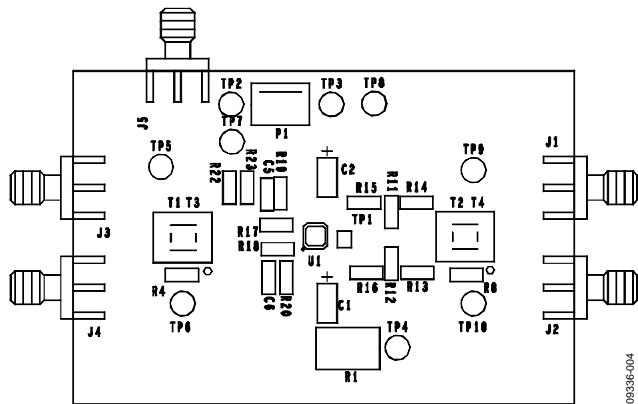 TP2
TP3
TP8
J5
P1
TP7
TP5
TP9
J1
R22
R23
C5
R19
C2
R15
R11
R14
T1 T3
TP1
T2 T4
J3
R17
R18
U1
R4
C6
R20
R16
R12
R13
R8
C1
J4
TP6
TP4
TP10
J2
R1
09336-004